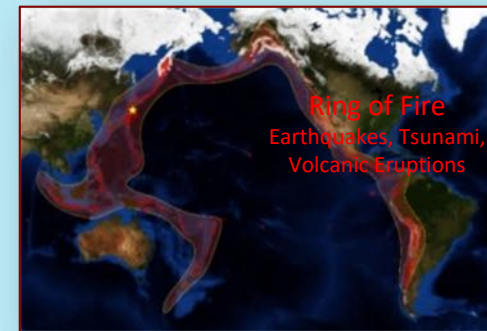 Ring of Fire
Earthquakes, Tsunami,
Volcanic Eruptions